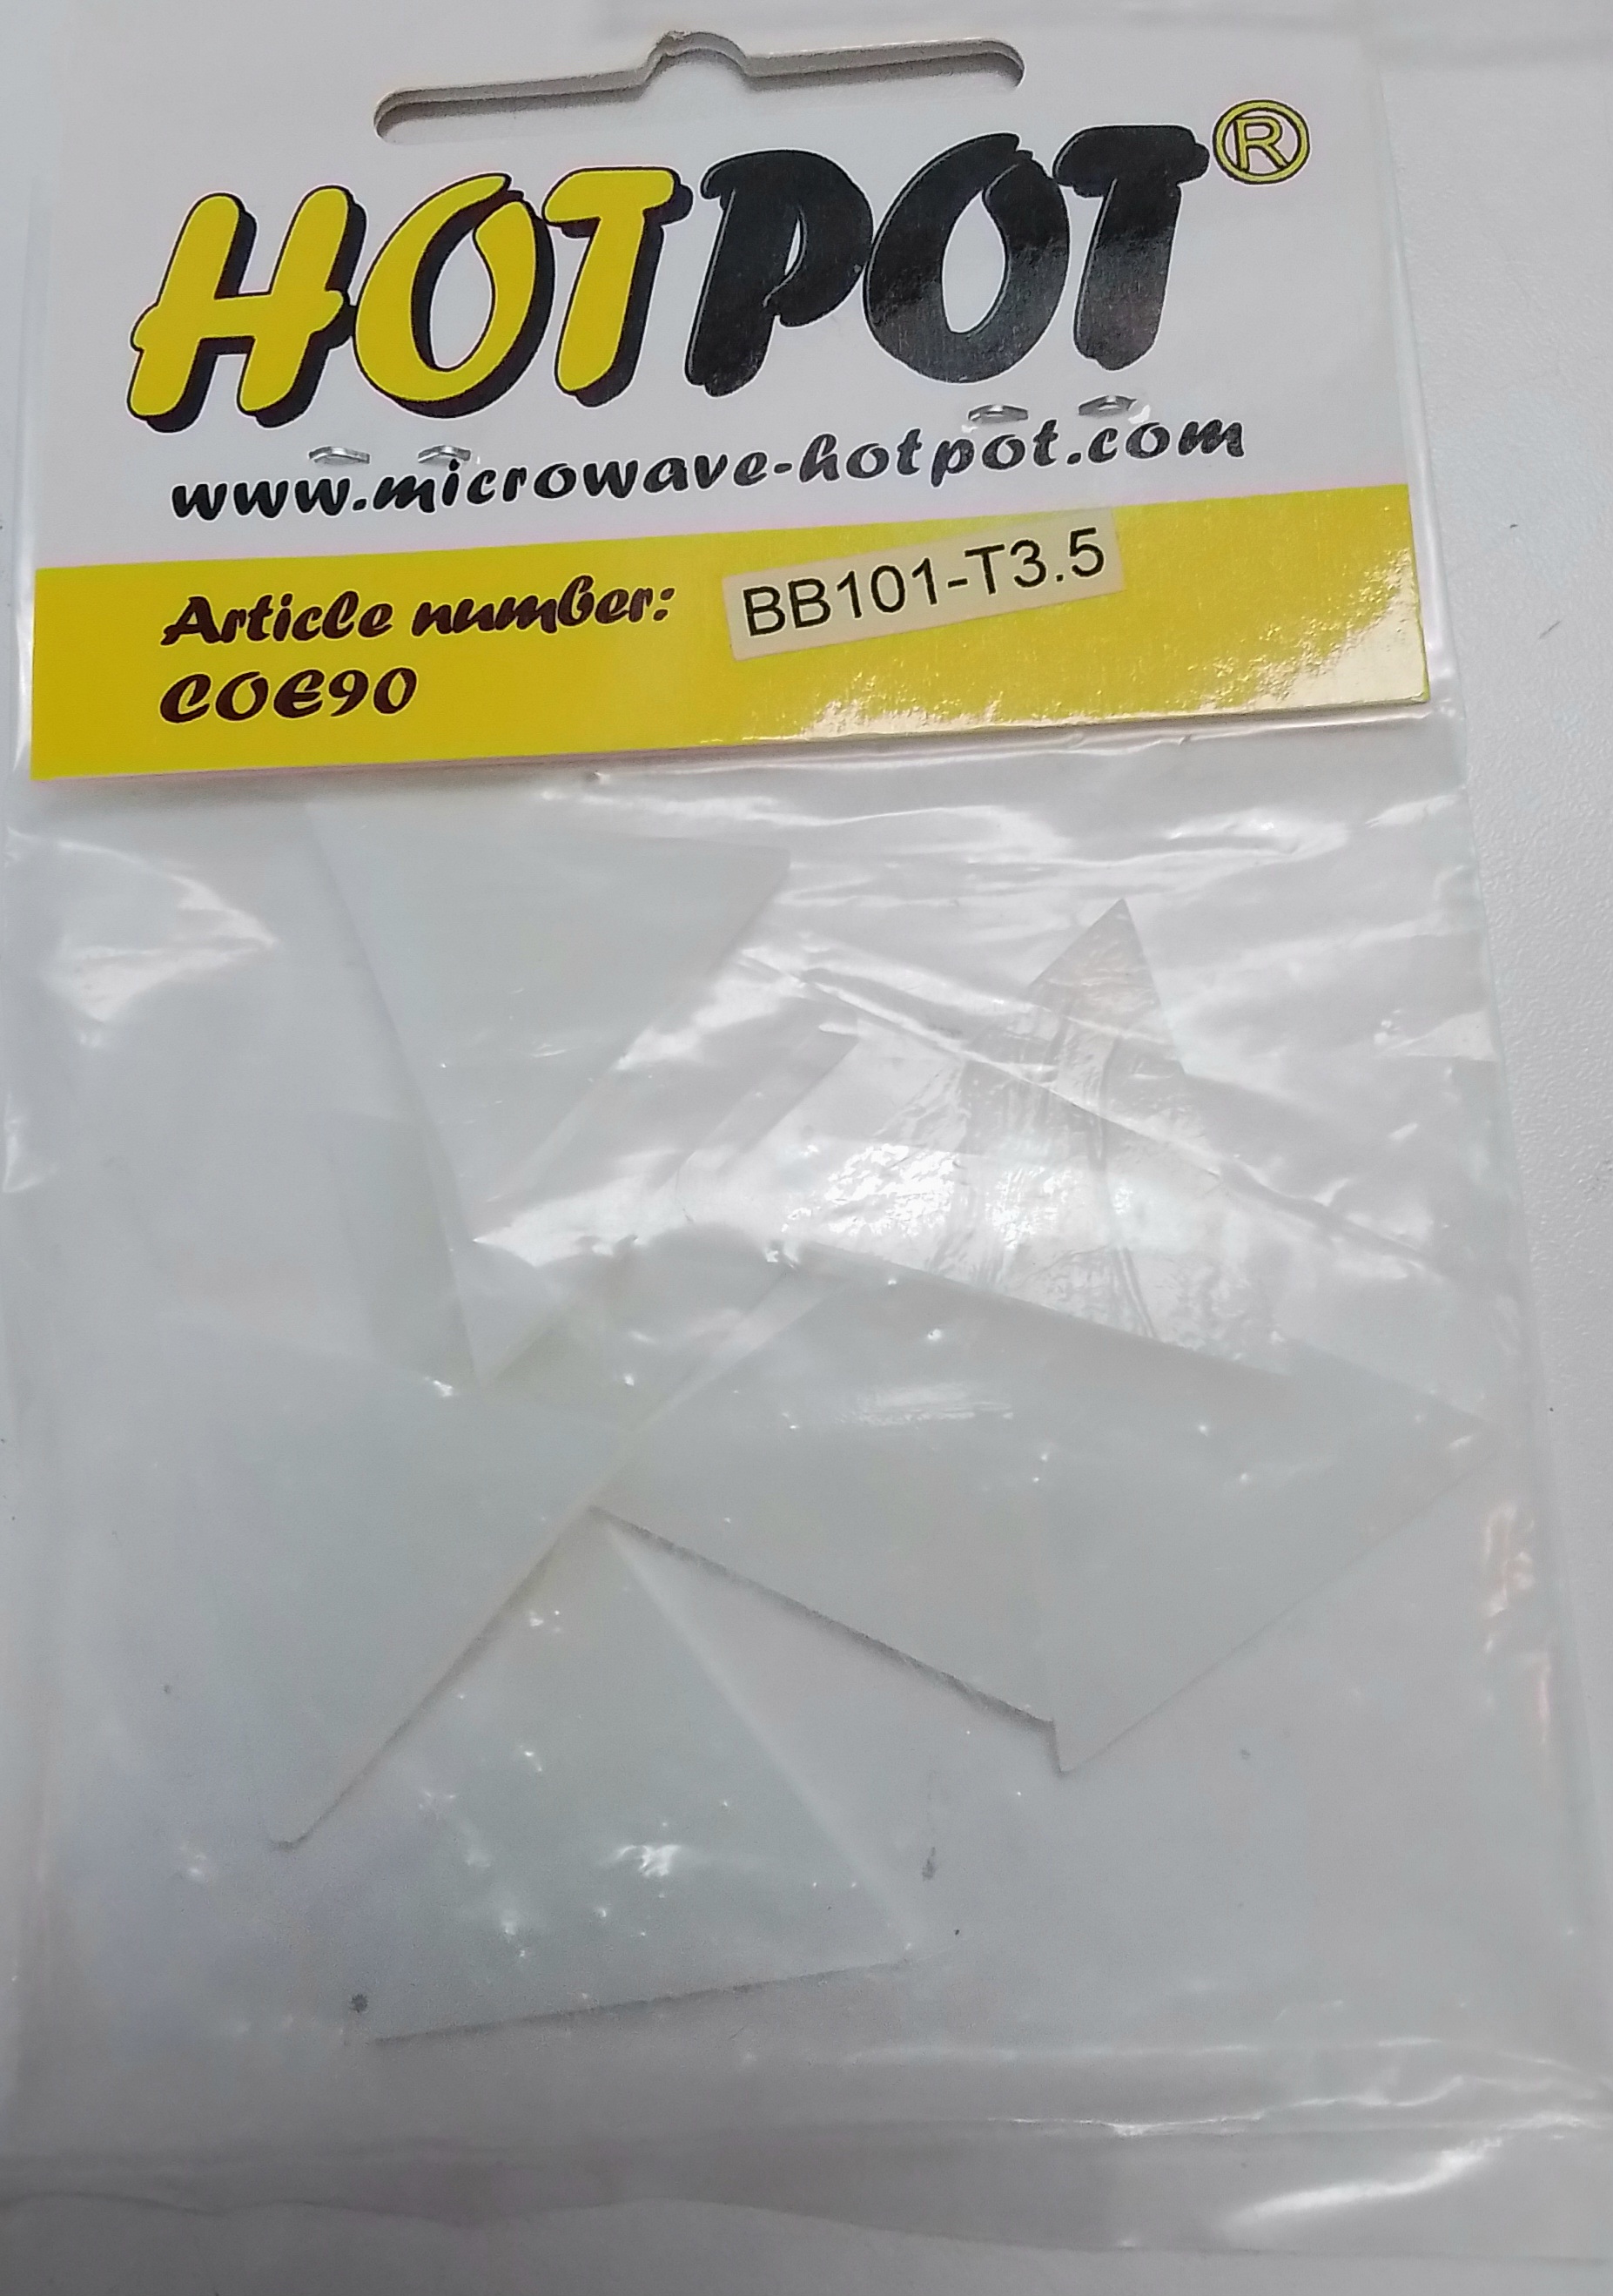 HOTPOT®
www.microwave-hotpot.com
Article number: BB101-T3.5
COE90